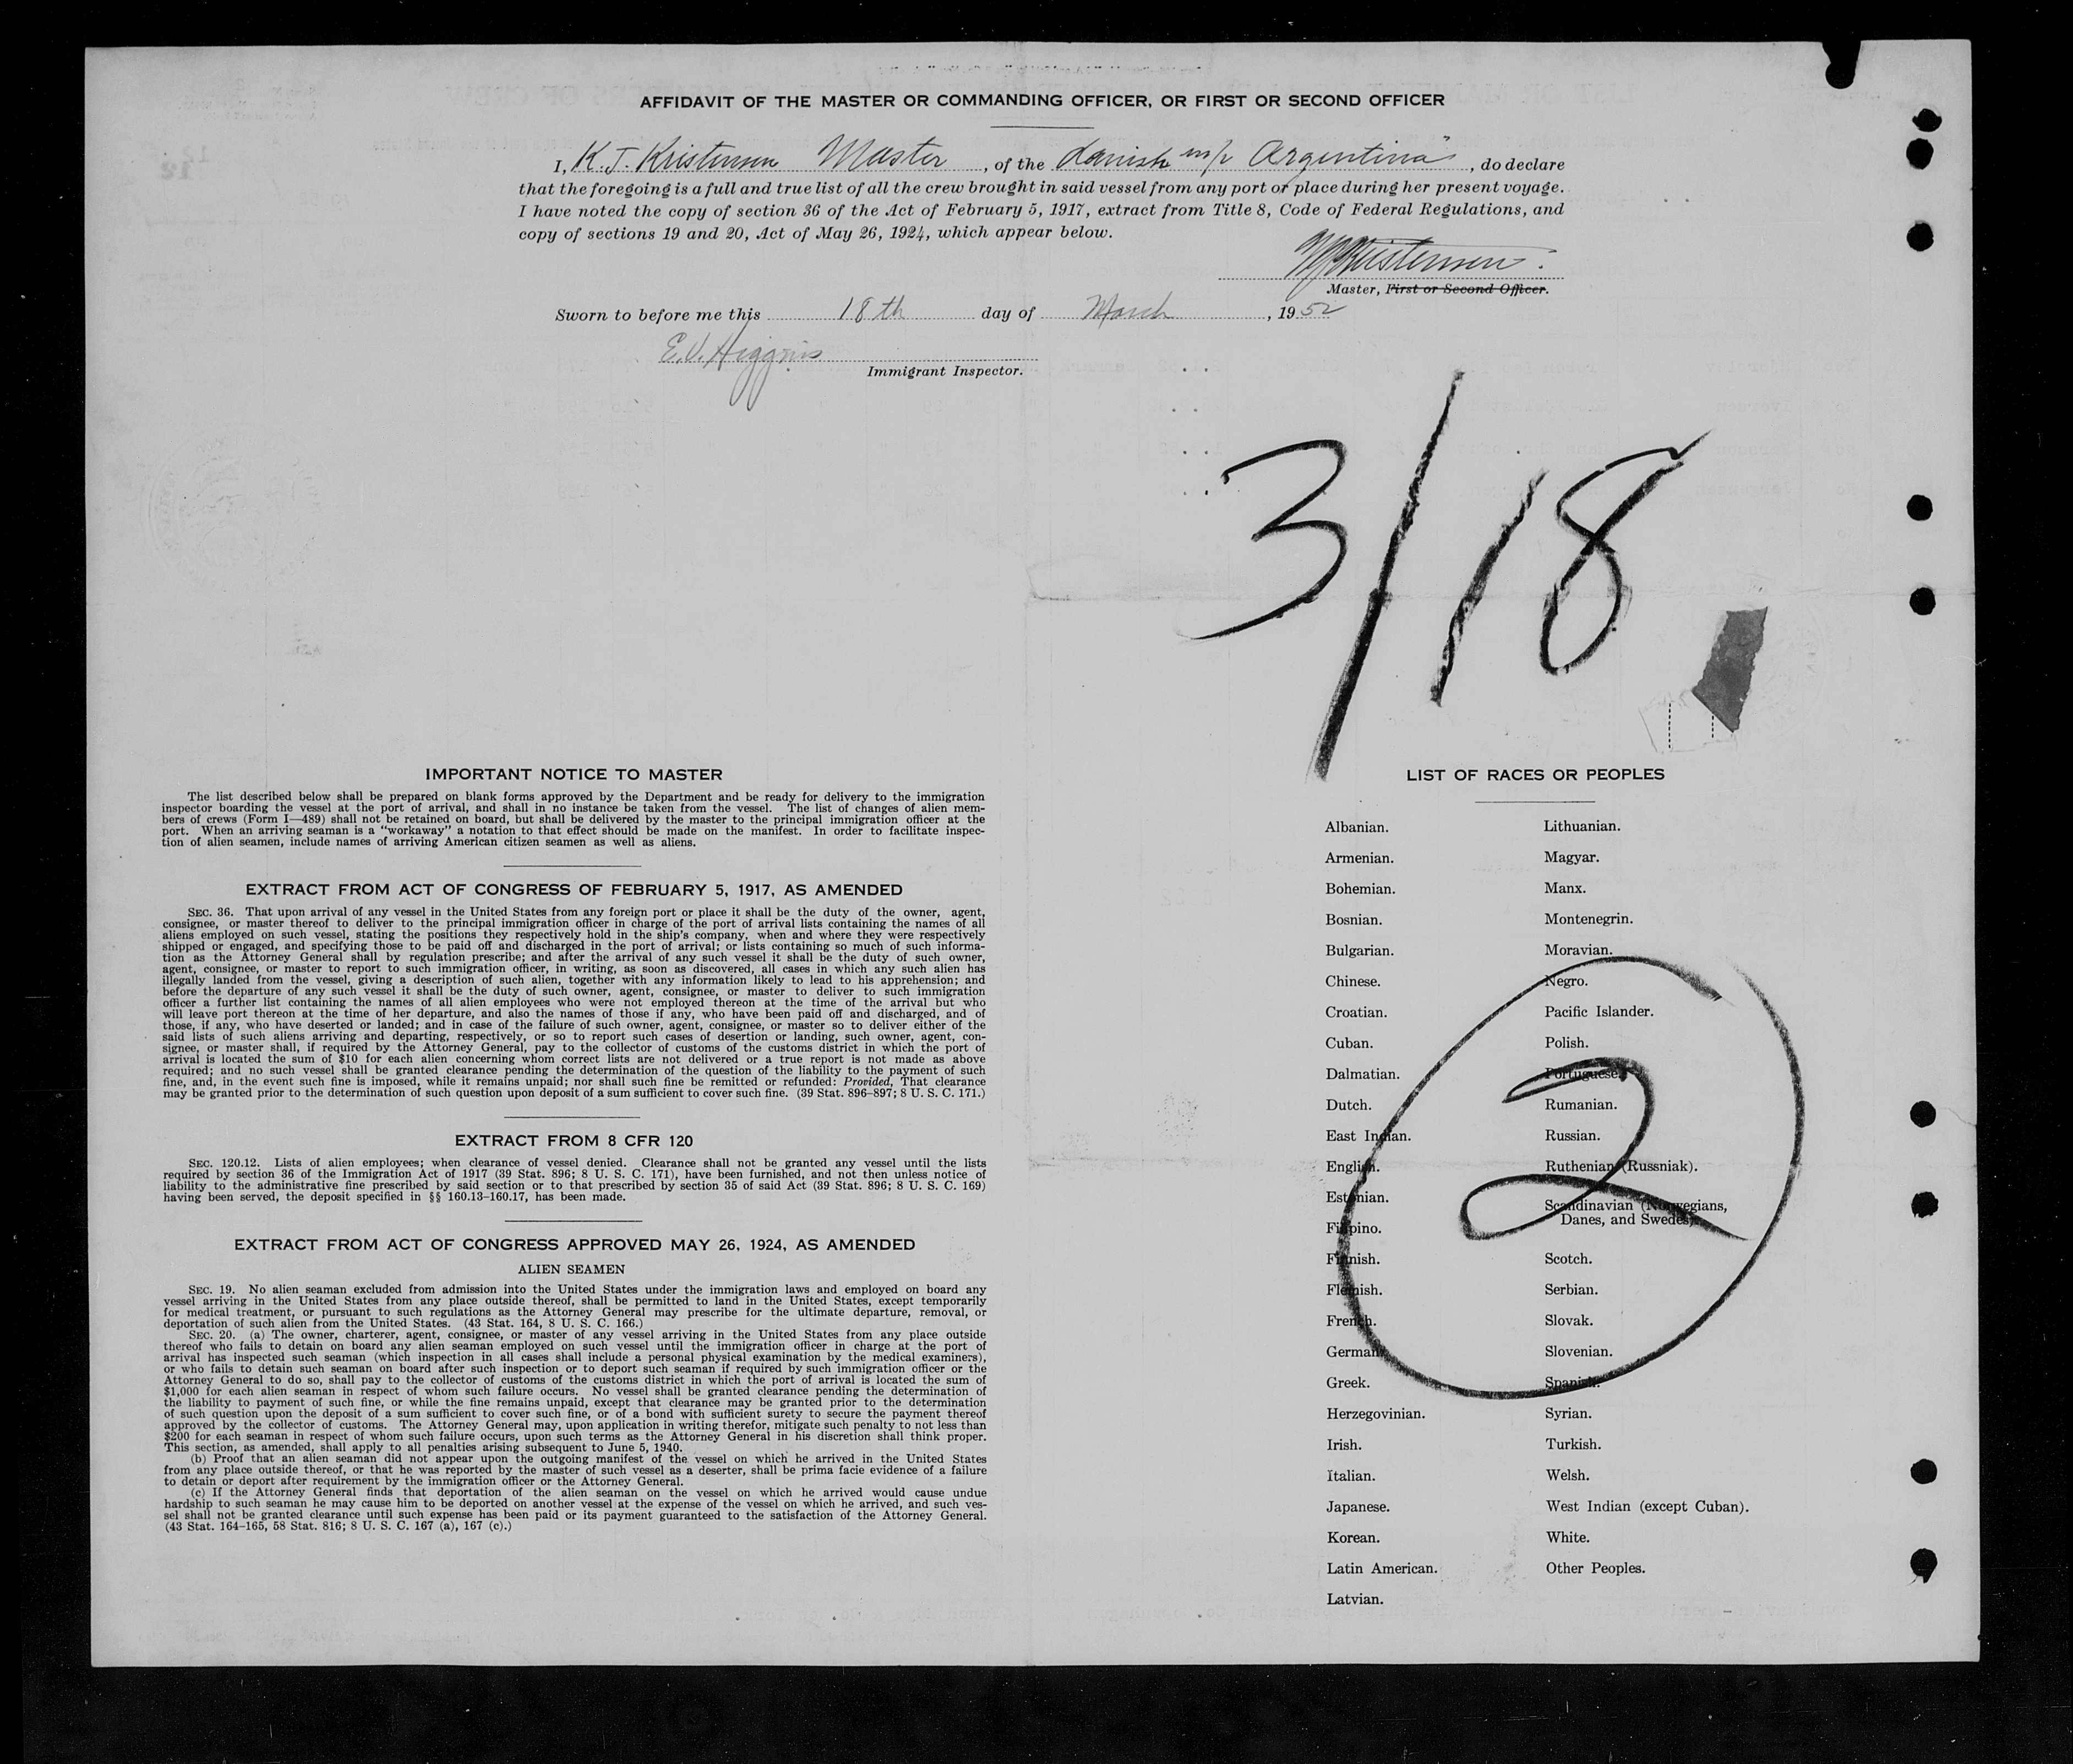 AFFIDAVIT OF THE MASTER OR COMMANDING OFFICER, OR FIRST OR SECOND OFFICER
I, K. J. Kristensen Master, of the danish m/s Argentina", do declare
that the foregoing is a full and true list of all the crew brought in said vessel from any port or place during her present voyage.
I have noted the copy of section 36 of the Act of February 5, 1917, extract from Title 8, Code of Federal Regulations, and
copy of sections 19 and 20, Act of May 26, 1924, which appear below.
KJKristensen.
Master, First or Second Officer.
Sworn to before me this 18th day of March, 1952
E.V. Higgins
Immigrant Inspector.
3/18
IMPORTANT NOTICE TO MASTER
The list described below shall be prepared on blank forms approved by the Department and be ready for delivery to the immigration
inspector boarding the vessel at the port of arrival, and shall in no instance be taken from the vessel. The list of changes of alien mem-
bers of crews (Form I—489) shall not be retained on board, but shall be delivered by the master to the principal immigration officer at the
port. When an arriving seaman is a "workaway" a notation to that effect should be made on the manifest. In order to facilitate inspec-
tion of alien seamen, include names of arriving American citizen seamen as well as aliens.
EXTRACT FROM ACT OF CONGRESS OF FEBRUARY 5, 1917, AS AMENDED
SEC. 36. That upon arrival of any vessel in the United States from any foreign port or place it shall be the duty of the owner, agent,
consignee, or master thereof to deliver to the principal immigration officer in charge of the port of arrival lists containing the names of all
aliens employed on such vessel, stating the positions they respectively hold in the ship's company, when and where they were respectively
shipped or engaged, and specifying those to be paid off and discharged in the port of arrival; or lists containing so much of such informa-
tion as the Attorney General shall by regulation prescribe; and after the arrival of any such vessel it shall be the duty of such owner,
agent, consignee, or master to report to such immigration officer, in writing, as soon as discovered, all cases in which any such alien has
illegally landed from the vessel, giving a description of such alien, together with any information likely to lead to his apprehension; and
before the departure of any such vessel it shall be the duty of such owner, agent, consignee, or master to deliver to such immigration
officer a further list containing the names of all alien employees who were not employed thereon at the time of the arrival but who
will leave port thereon at the time of her departure, and also the names of those if any, who have been paid off and discharged, and of
those, if any, who have deserted or landed; and in case of the failure of such owner, agent, consignee, or master so to deliver either of the
said lists of such aliens arriving and departing, respectively, or so to report such cases of desertion or landing, such owner, agent, con-
signee, or master shall, if required by the Attorney General, pay to the collector of customs of the customs district in which the port of
arrival is located the sum of $10 for each alien concerning whom correct lists are not delivered or a true report is not made as above
required; and no such vessel shall be granted clearance pending the determination of the question of the liability to the payment of such
fine, and, in the event such fine is imposed, while it remains unpaid; nor shall such fine be remitted or refunded: Provided, That clearance
may be granted prior to the determination of such question upon deposit of a sum sufficient to cover such fine. (39 Stat. 896–897; 8 U. S. C. 171.)
EXTRACT FROM 8 CFR 120
SEC. 120.12. Lists of alien employees; when clearance of vessel denied. Clearance shall not be granted any vessel until the lists
required by section 36 of the Immigration Act of 1917 (39 Stat. 896; 8 U. S. C. 171), have been furnished, and not then unless notice of
liability to the administrative fine prescribed by said section or to that prescribed by section 35 of said Act (39 Stat. 896; 8 U. S. C. 169)
having been served, the deposit specified in §§ 160.13–160.17, has been made.
EXTRACT FROM ACT OF CONGRESS APPROVED MAY 26, 1924, AS AMENDED
ALIEN SEAMEN
SEC. 19. No alien seaman excluded from admission into the United States under the immigration laws and employed on board any
vessel arriving in the United States from any place outside thereof, shall be permitted to land in the United States, except temporarily
for medical treatment, or pursuant to such regulations as the Attorney General may prescribe for the ultimate departure, removal, or
deportation of such alien from the United States. (43 Stat. 164, 8 U. S. C. 166.)
SEC. 20. (a) The owner, charterer, agent, consignee, or master of any vessel arriving in the United States from any place outside
thereof who fails to detain on board any alien seaman employed on such vessel until the immigration officer in charge at the port of
arrival has inspected such seaman (which inspection in all cases shall include a personal physical examination by the medical examiners),
or who fails to detain such seaman on board after such inspection or to deport such seaman if required by such immigration officer or the
Attorney General to do so, shall pay to the collector of customs of the customs district in which the port of arrival is located the sum of
$1,000 for each alien seaman in respect of whom such failure occurs. No vessel shall be granted clearance pending the determination of
the liability to payment of such fine, or while the fine remains unpaid, except that clearance may be granted prior to the determination
of such question upon the deposit of a sum sufficient to cover such fine, or of a bond with sufficient surety to secure the payment thereof
approved by the collector of customs. The Attorney General may, upon application in writing therefor, mitigate such penalty to not less than
$200 for each seaman in respect of whom such failure occurs, upon such terms as the Attorney General in his discretion shall think proper.
This section, as amended, shall apply to all penalties arising subsequent to June 5, 1940.
(b) Proof that an alien seaman did not appear upon the outgoing manifest of the vessel on which he arrived in the United States
from any place outside thereof, or that he was reported by the master of such vessel as a deserter, shall be prima facie evidence of a failure
to detain or deport after requirement by the immigration officer or the Attorney General.
(c) If the Attorney General finds that deportation of the alien seaman on the vessel on which he arrived would cause undue
hardship to such seaman he may cause him to be deported on another vessel at the expense of the vessel on which he arrived, and such ves-
sel shall not be granted clearance until such expense has been paid or its payment guaranteed to the satisfaction of the Attorney General.
(43 Stat. 164–165, 58 Stat. 816; 8 U. S. C. 167 (a), 167 (c).)
LIST OF RACES OR PEOPLES
Albanian.
Armenian.
Bohemian.
Bosnian.
Bulgarian.
Chinese.
Croatian.
Cuban.
Dalmatian.
Dutch.
East Indian.
English.
Estonian.
Filipino.
Finnish.
Flemish.
French.
German.
Greek.
Herzegovinian.
Irish.
Italian.
Japanese.
Korean.
Latin American.
Latvian.
Lithuanian.
Magyar.
Manx.
Montenegrin.
Moravian.
Negro.
Pacific Islander.
Polish.
Portuguese.
Rumanian.
Russian.
Ruthenian (Russniak).
Scandinavian (Norwegians,
Danes, and Swedes).
Scotch.
Serbian.
Slovak.
Slovenian.
Spanish.
Syrian.
Turkish.
Welsh.
West Indian (except Cuban).
White.
Other Peoples.
2